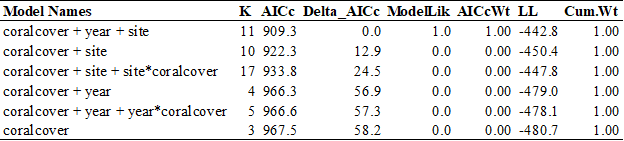 Model Names K AICc Delta_AICc ModelLik AICcWt LL Cum.Wt
coralcover + year + site 11 909.3 0.0 1.0 1.00 -442.8 1.00
coralcover + site 10 922.3 12.9 0.0 0.00 -450.4 1.00
coralcover + site + site*coralcover 17 933.8 24.5 0.0 0.00 -447.8 1.00
coralcover + year 4 966.3 56.9 0.0 0.00 -479.0 1.00
coralcover + year + year*coralcover 5 966.6 57.3 0.0 0.00 -478.1 1.00
coralcover 3 967.5 58.2 0.0 0.00 -480.7 1.00